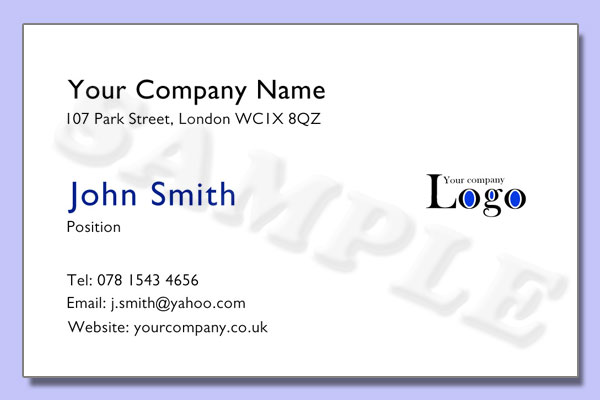 Your Company Name
107 Park Street, London WC1X 8QZ
John Smith
Position
Your company
Logo
Tel: 078 1543 4656
Email: j.smith@yahoo.com
Website: yourcompany.co.uk
SAMPLE